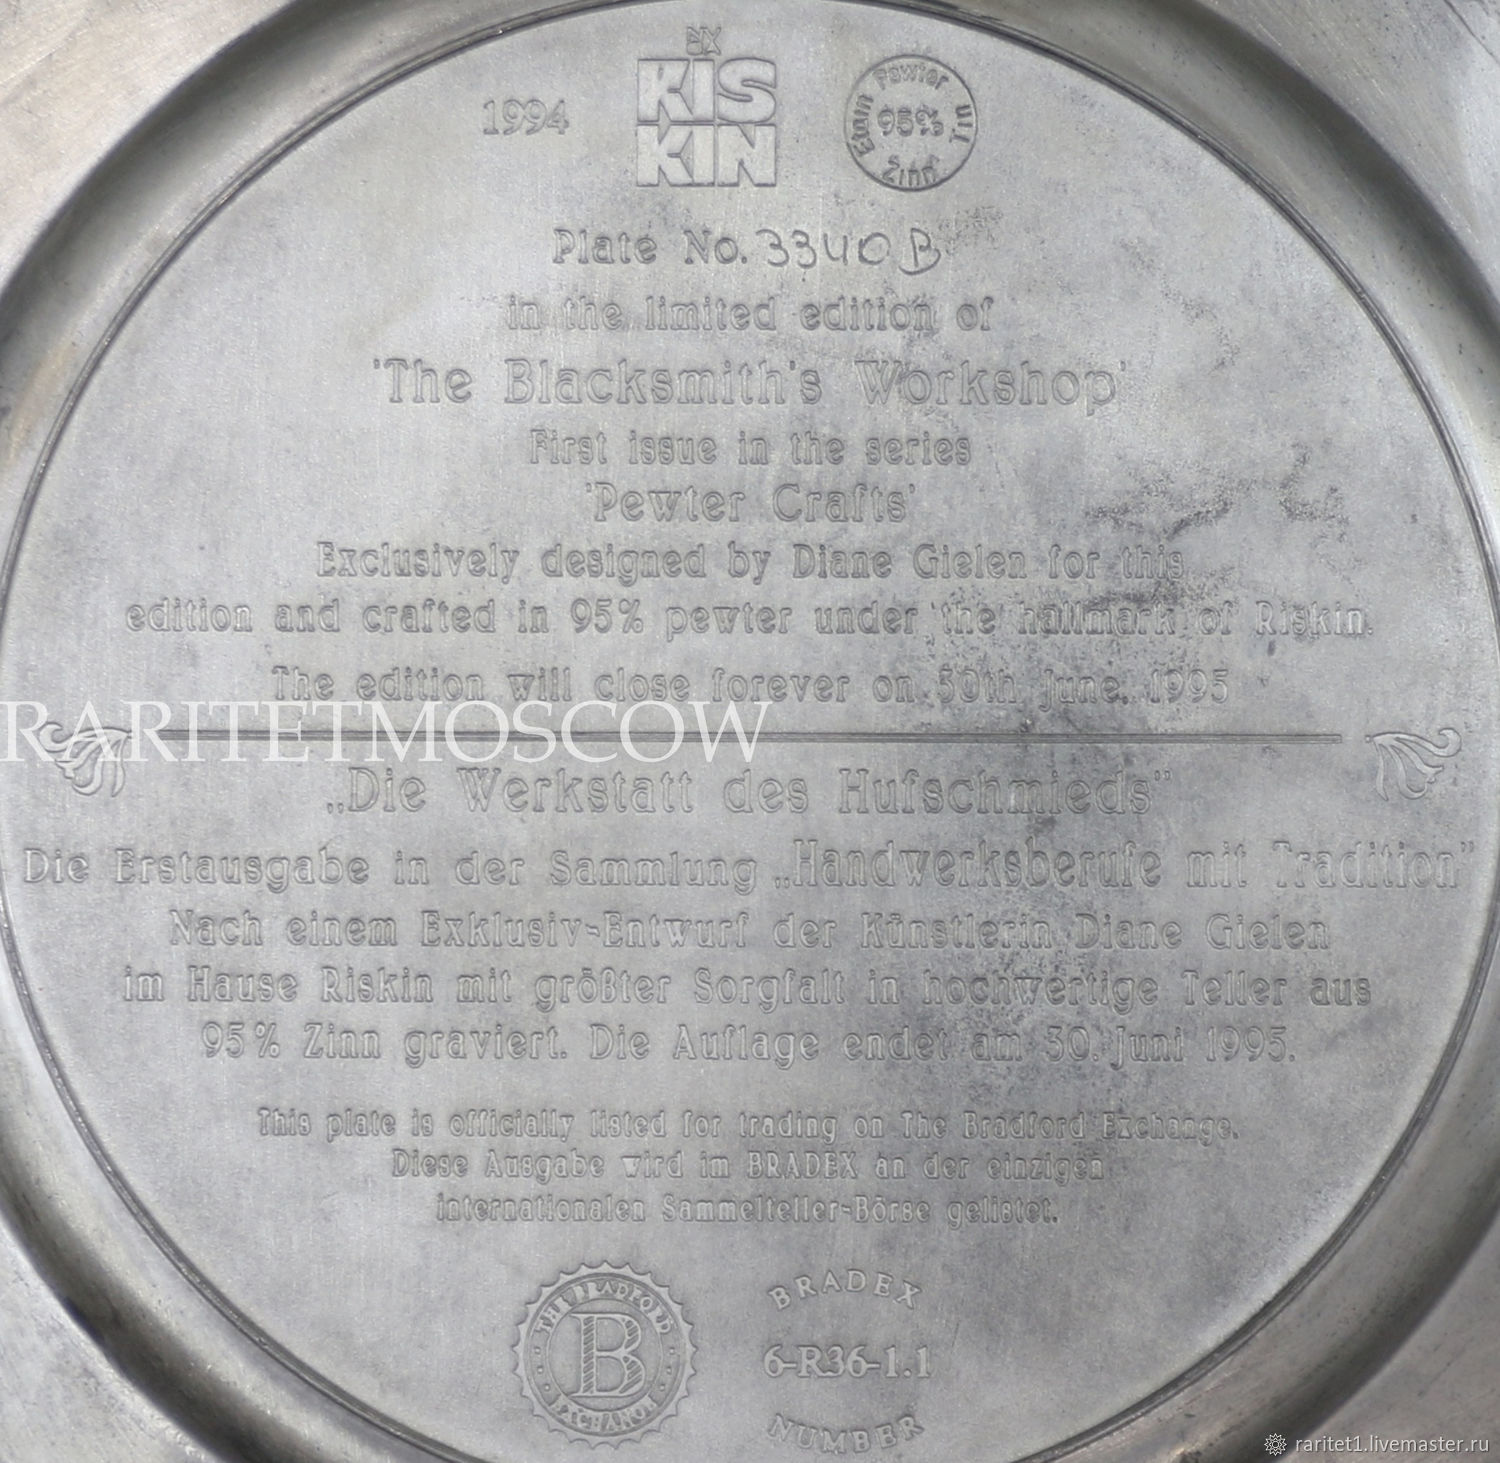 1994
RIS
KIN
Etain Pewter Tin Zinn
95%
Plate No. 3340 B
in the limited edition of
'The Blacksmith's Workshop'
First issue in the series
'Pewter Crafts'
Exclusively designed by Diane Gielen for this
edition and crafted in 95% pewter under the hallmark of Riskin.
The edition will close forever on 30th June, 1995
RARITETMOSCOW
„Die Werkstatt des Hufschmieds”
Die Erstausgabe in der Sammlung „Handwerksberufe mit Tradition”
Nach einem Exklusiv-Entwurf der Künstlerin Diane Gielen
im Hause Riskin mit größter Sorgfalt in hochwertige Teller aus
95% Zinn graviert. Die Auflage endet am 30. Juni 1995.
This plate is officially listed for trading on The Bradford Exchange.
Diese Ausgabe wird im BRADEX an der einzigen
internationalen Sammelteller-Börse gelistet.
THE BRADFORD
B
EXCHANGE
BRADEX
6-R36-1.1
NUMBER
raritet1.livemaster.ru